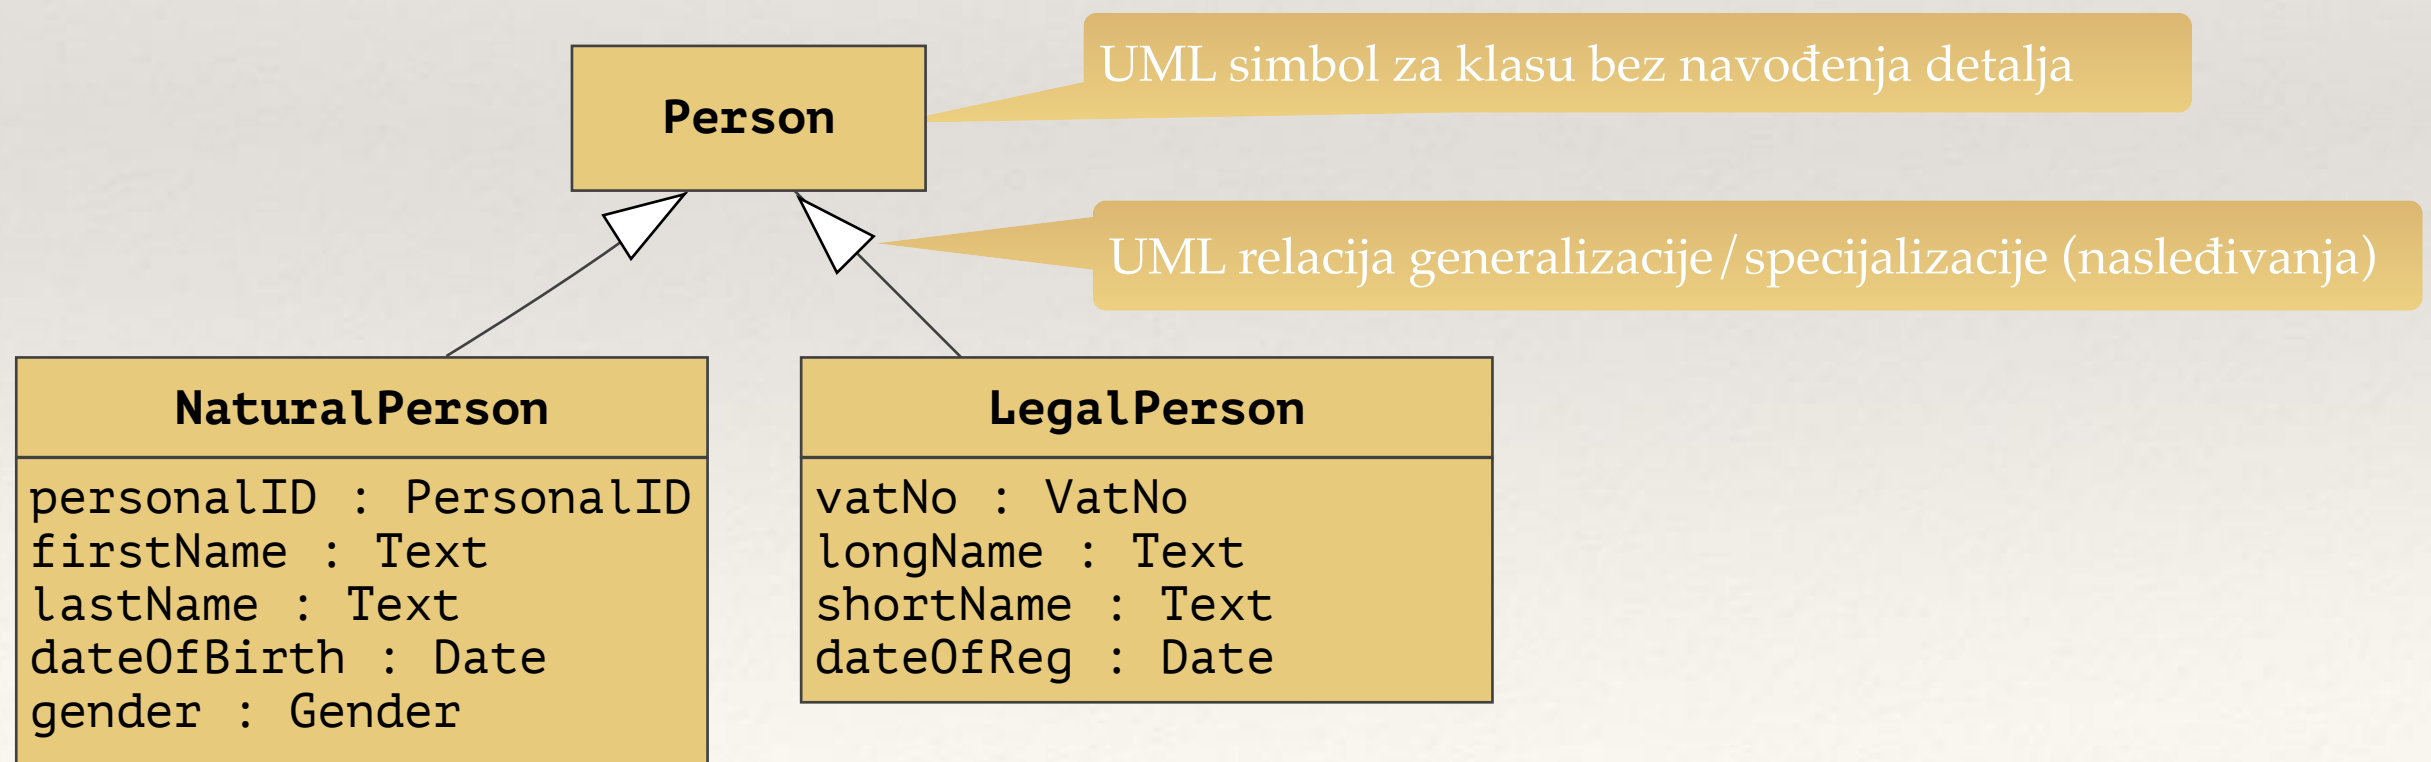 Person
UML simbol za klasu bez navođenja detalja
UML relacija generalizacije/specijalizacije (nasleđivanja)
NaturalPerson
personalID : PersonalID
firstName : Text
lastName : Text
dateOfBirth : Date
gender : Gender
LegalPerson
vatNo : VatNo
longName : Text
shortName : Text
dateOfReg : Date